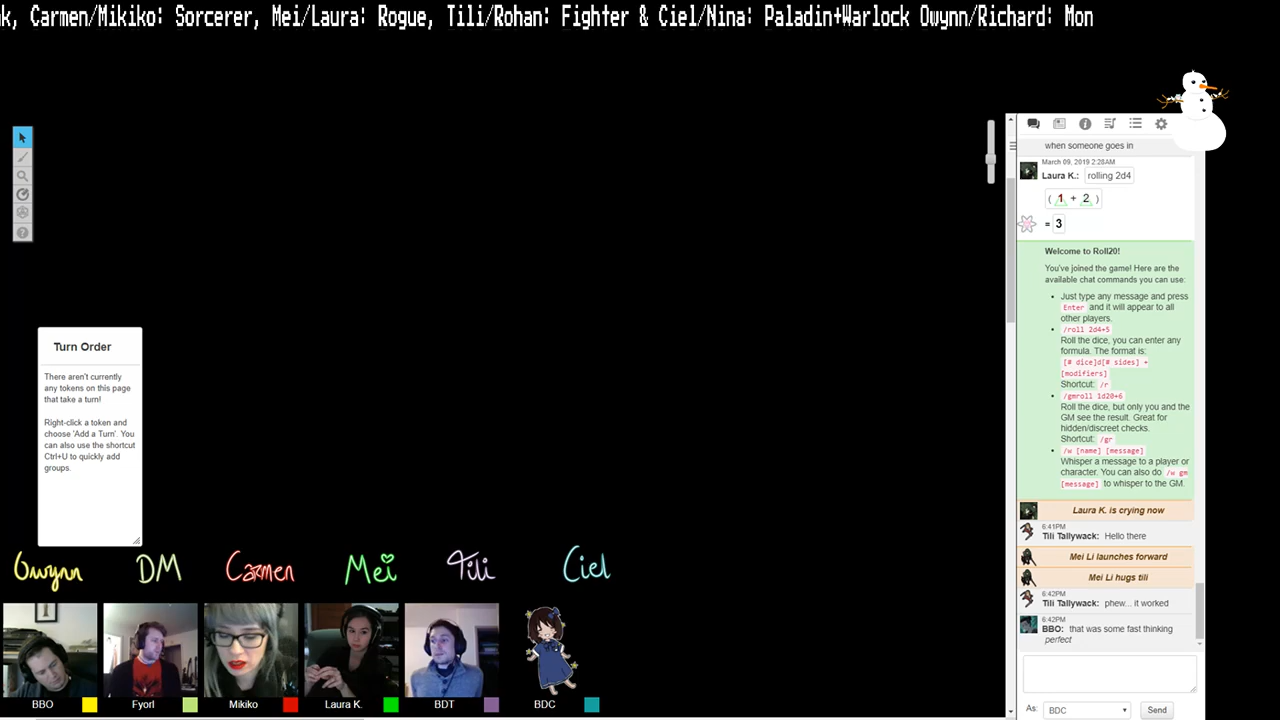 k, Carmen/Mikiko: Sorcerer, Mei/Laura: Rogue, Tili/Rohan: Fighter & Ciel/Nina: Paladin+Warlock Owynn/Richard: Mon
when someone goes in
March 09, 2019 2:28AM
Laura K.: rolling 2d4
( 1 + 2 )
= 3
Welcome to Roll20!
You've joined the game! Here are the
available chat commands you can use:
• Just type any message and press
Enter and it will appear to all
other players.
• /roll 2d4+5
Roll the dice, you can enter any
formula. The format is:
[# dice]d[# sides] +
[modifiers]
Shortcut: /r
• /gmroll 1d20+6
Roll the dice, but only you and the
GM see the result. Great for
hidden/discreet checks.
Shortcut: /gr
• /w [name] [message]
Whisper a message to a player or
character. You can also do /w gm
[message] to whisper to the GM.
Laura K. is crying now
6:41PM
Tili Tallywack: Hello there
Mei Li launches forward
Mei Li hugs tili
6:42PM
Tili Tallywack: phew... it worked
6:42PM
BBO: that was some fast thinking
perfect
As: BDC Send
Turn Order
There aren't currently
any tokens on this page
that take a turn!
Right-click a token and
choose 'Add a Turn'. You
can also use the shortcut
Ctrl+U to quickly add
groups.
Owynn DM Carmen Mei Tili Ciel
BBO Fyorl Mikiko Laura K. BDT BDC